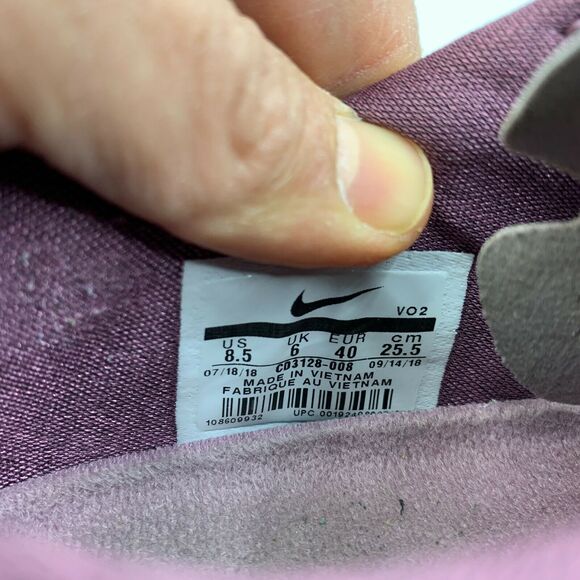 VO2
US UK EUR cm
8.5 6 40 25.5
07/18/18 CD3128-008 09/14/18
MADE IN VIETNAM
FABRIQUE AU VIETNAM
108609932 UPC